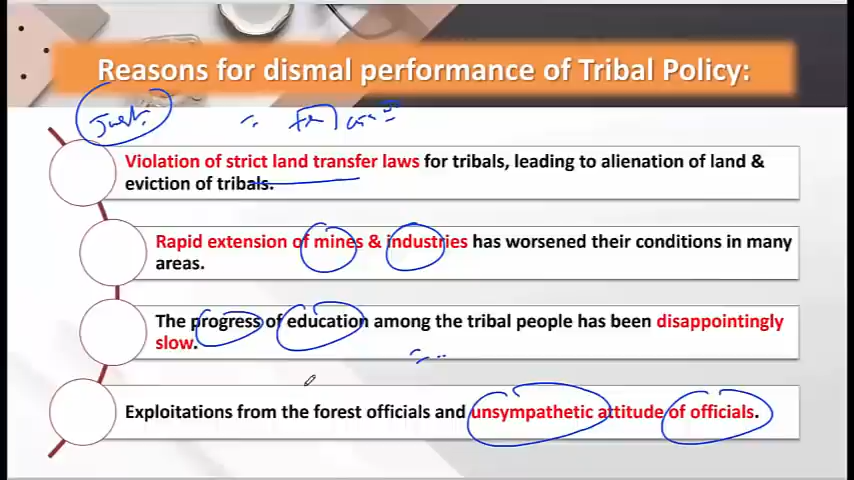 Reasons for dismal performance of Tribal Policy:
Violation of strict land transfer laws for tribals, leading to alienation of land &
eviction of tribals.
Rapid extension of mines & industries has worsened their conditions in many
areas.
The progress of education among the tribal people has been disappointingly
slow.
Exploitations from the forest officials and unsympathetic attitude of officials.